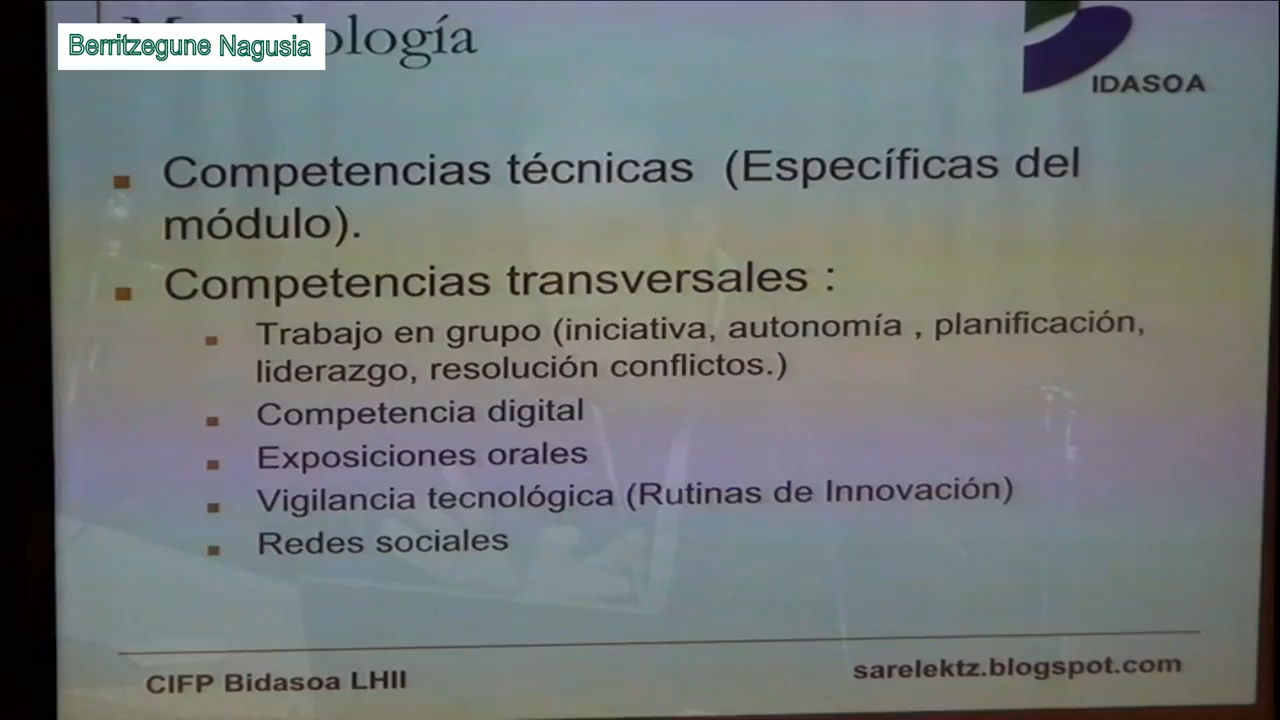 Berritzegune Nagusia
ología
IDASOA
Competencias técnicas (Específicas del
módulo).
Competencias transversales :
Trabajo en grupo (iniciativa, autonomía , planificación,
liderazgo, resolución conflictos.)
Competencia digital
Exposiciones orales
Vigilancia tecnológica (Rutinas de Innovación)
Redes sociales
CIFP Bidasoa LHII
sarelektz.blogspot.com